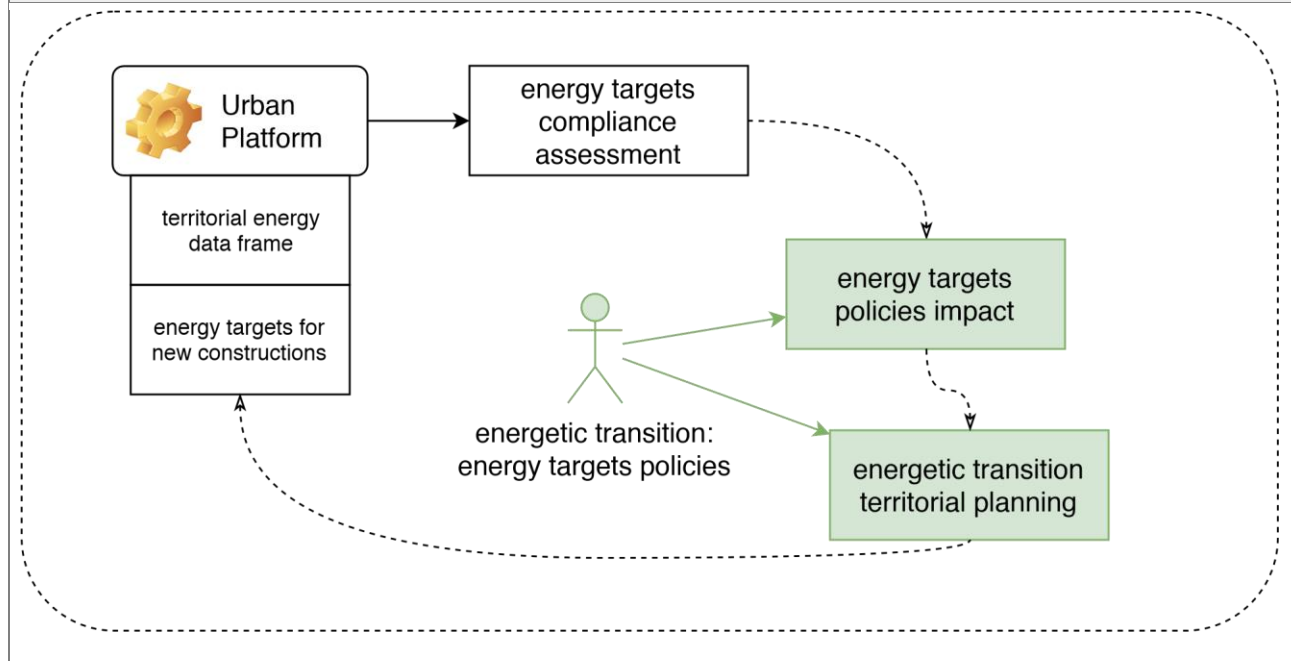 Urban
Platform
energy targets
compliance
assessment
territorial energy
data frame
energy targets for
new constructions
energy targets
policies impact
energetic transition:
energy targets policies
energetic transition
territorial planning